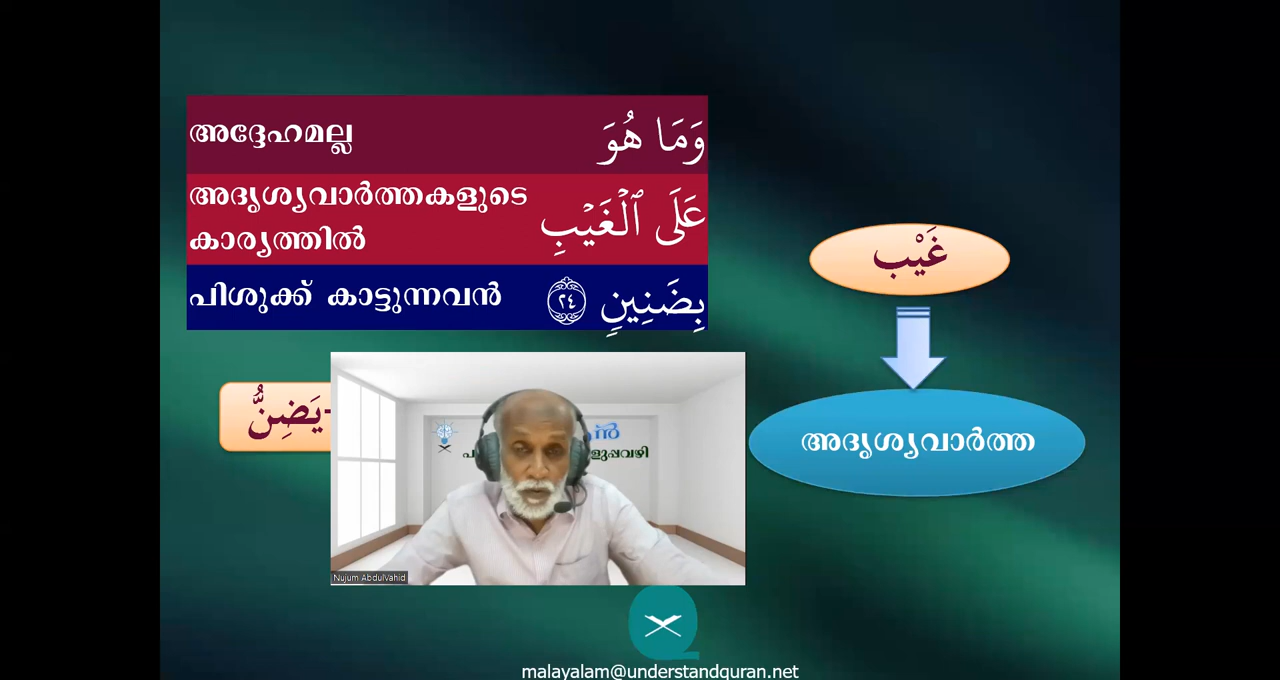 അദ്ദേഹമല്ല وَمَا هُوَ
അദൃശ്യവാർത്തകളുടെ കാര്യത്തിൽ عَلَى ٱلْغَيْبِ
പിശുക്ക് കാട്ടുന്നവൻ بِضَنِينٍ ٢٤
غَيْب
يَضِنُّ-
അദൃശ്യവാർത്ത
ൻ
ളുപ്പവഴി
Nujum AbdulVahid
malayalam@understandquran.net